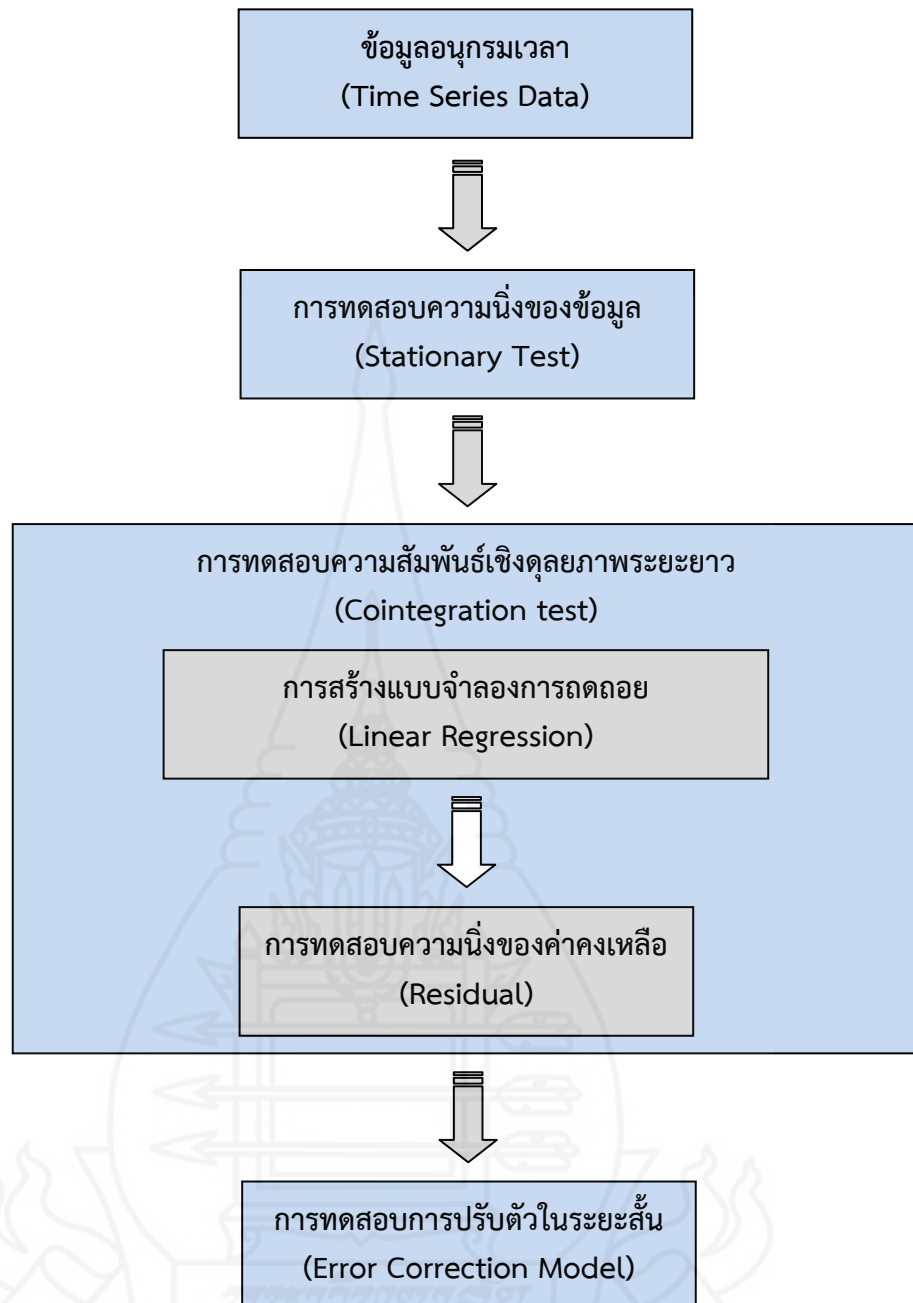 ข้อมูลอนุกรมเวลา
(Time Series Data)
การทดสอบความนิ่งของข้อมูล
(Stationary Test)
การทดสอบความสัมพันธ์เชิงดุลยภาพระยะยาว
(Cointegration test)
การสร้างแบบจำลองการถดถอย
(Linear Regression)
การทดสอบความนิ่งของค่าคงเหลือ
(Residual)
การทดสอบการปรับตัวในระยะสั้น
(Error Correction Model)